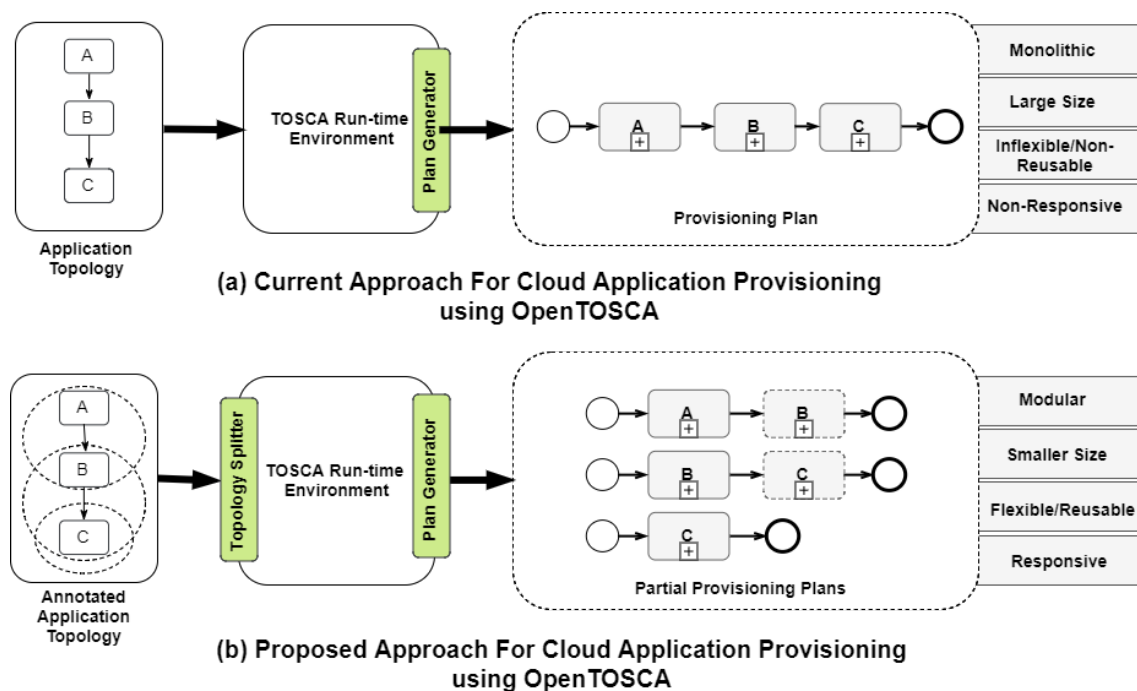 A
B
C
Application
Topology
TOSCA Run-time
Environment
Plan Generator
A
+
B
+
C
+
Provisioning Plan
Monolithic
Large Size
Inflexible/Non-
Reusable
Non-Responsive
(a) Current Approach For Cloud Application Provisioning
using OpenTOSCA
A
B
C
Annotated
Application
Topology
Topology Splitter
TOSCA Run-time
Environment
Plan Generator
A
+
B
+
B
+
C
+
C
+
Partial Provisioning Plans
Modular
Smaller Size
Flexible/Reusable
Responsive
(b) Proposed Approach For Cloud Application Provisioning
using OpenTOSCA